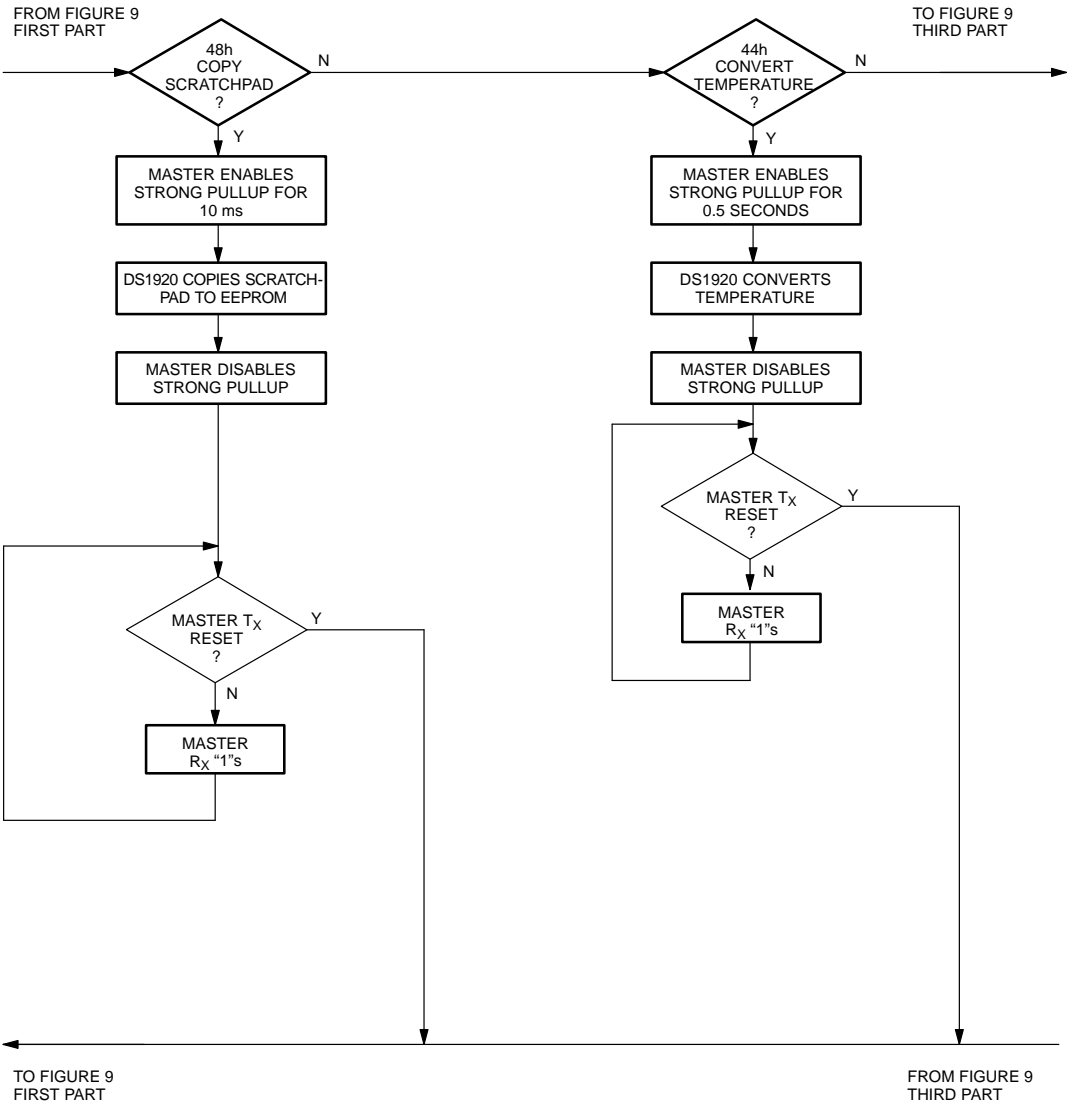 FROM FIGURE 9
FIRST PART
TO FIGURE 9
THIRD PART
48h
COPY
SCRATCHPAD
?
N
Y
44h
CONVERT
TEMPERATURE
?
N
Y
MASTER ENABLES
STRONG PULLUP FOR
10 ms
MASTER ENABLES
STRONG PULLUP FOR
0.5 SECONDS
DS1920 COPIES SCRATCH-
PAD TO EEPROM
DS1920 CONVERTS
TEMPERATURE
MASTER DISABLES
STRONG PULLUP
MASTER DISABLES
STRONG PULLUP
MASTER TX
RESET
?
Y
N
MASTER
RX “1”s
MASTER TX
RESET
?
Y
N
MASTER
RX “1”s
TO FIGURE 9
FIRST PART
FROM FIGURE 9
THIRD PART